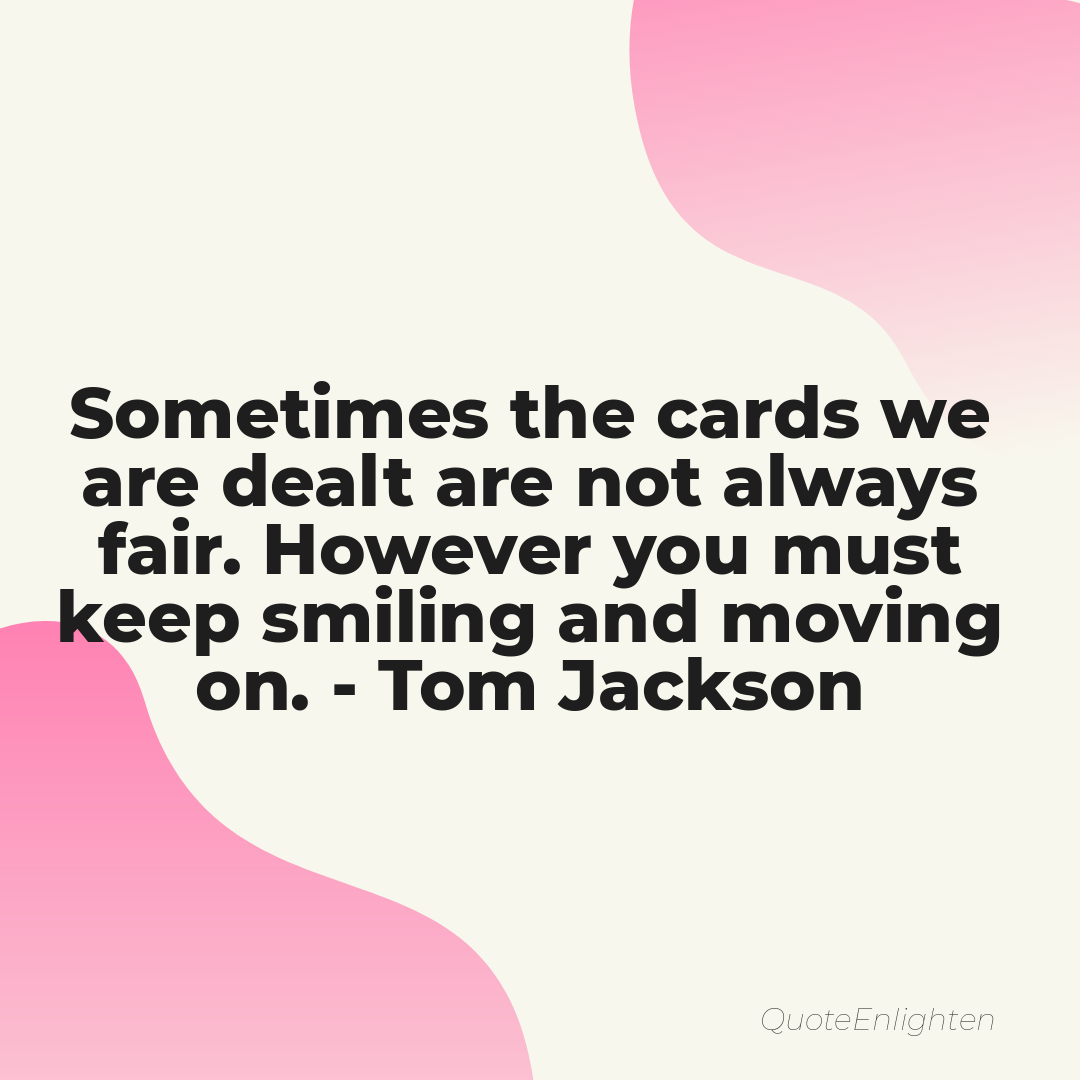 Sometimes the cards we
are dealt are not always
fair. However you must
keep smiling and moving
on. - Tom Jackson
QuoteEnlighten